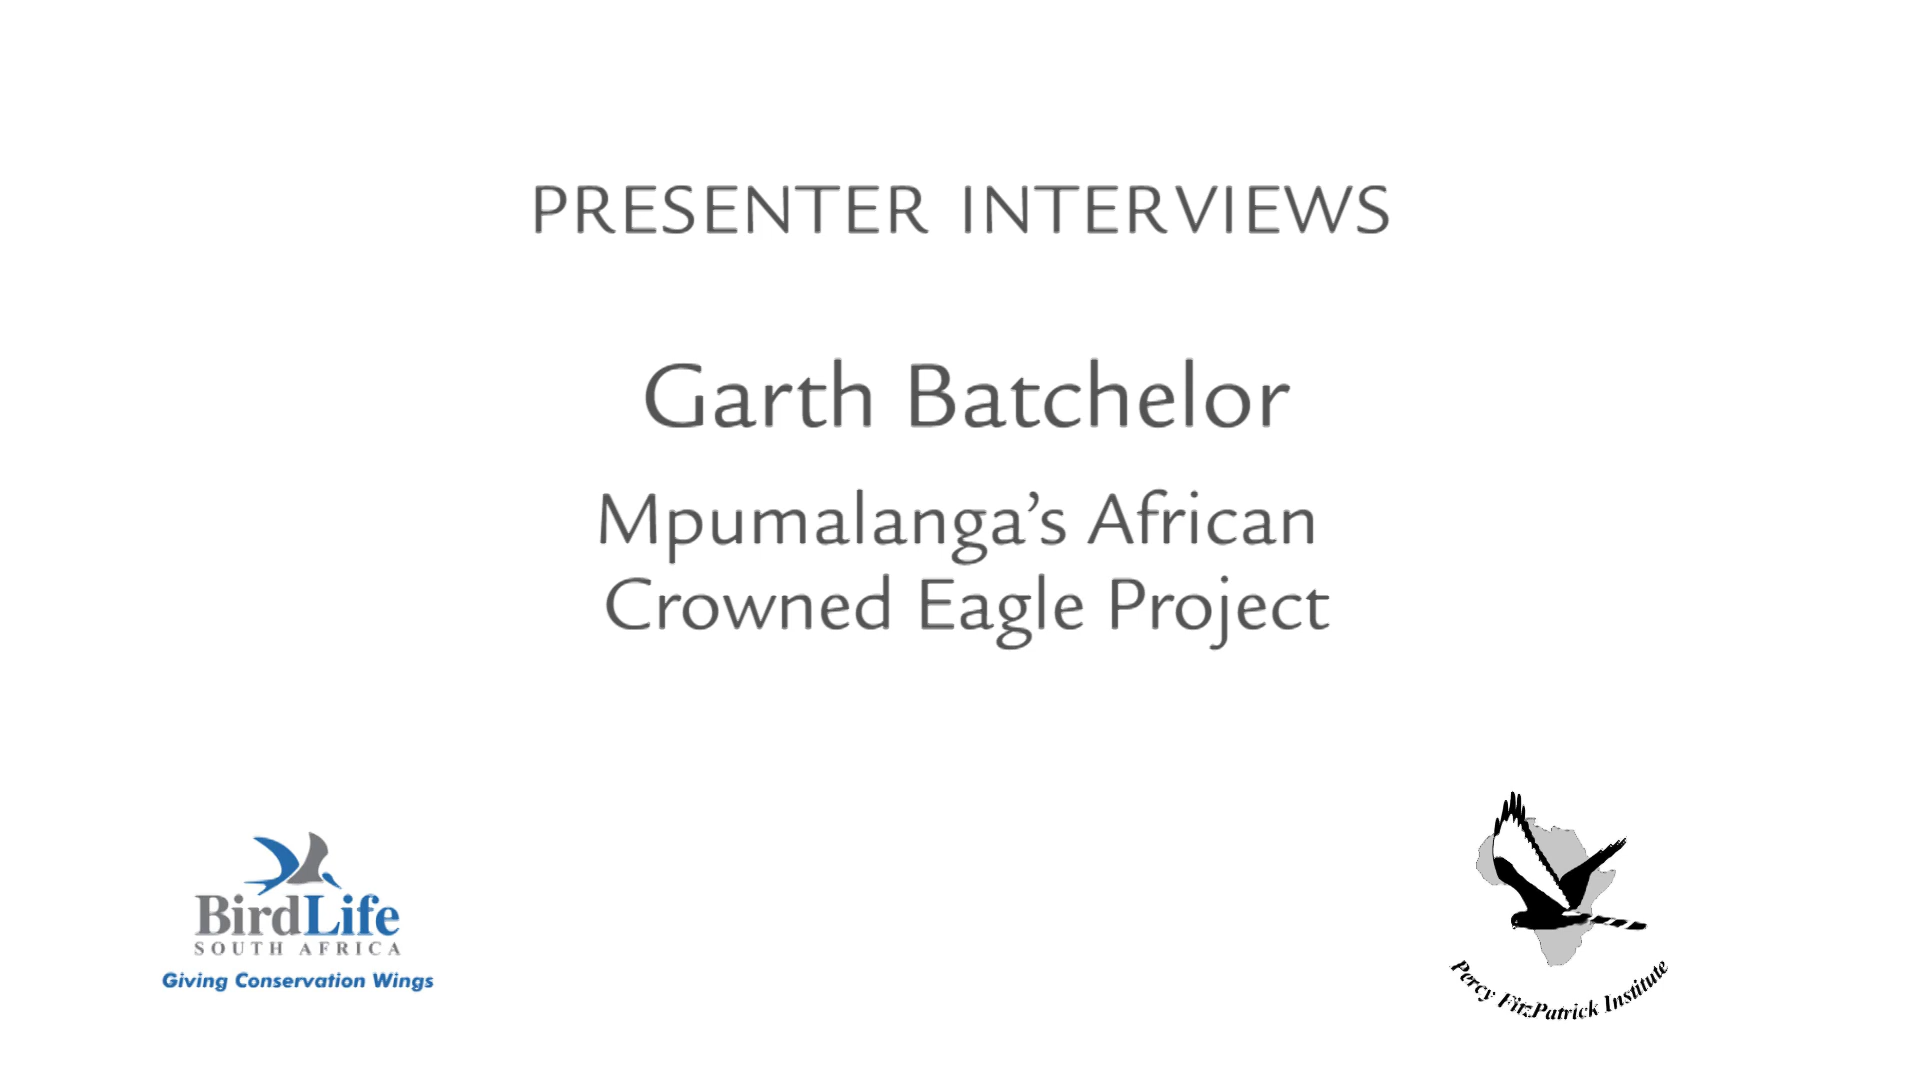 PRESENTER INTERVIEWS
Garth Batchelor
Mpumalanga’s African
Crowned Eagle Project
BirdLife
SOUTH AFRICA
Giving Conservation Wings
Percy FitzPatrick Institute